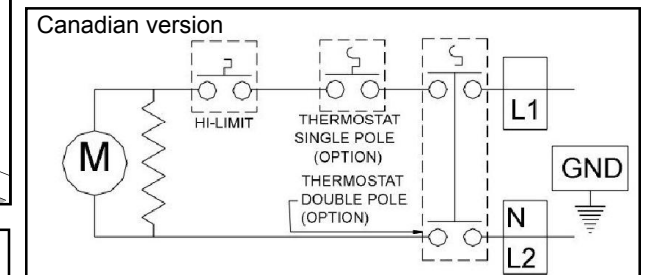 Canadian version
HI-LIMIT
THERMOSTAT
SINGLE POLE
(OPTION)
THERMOSTAT
DOUBLE POLE
(OPTION)
M
L1
GND
N
L2